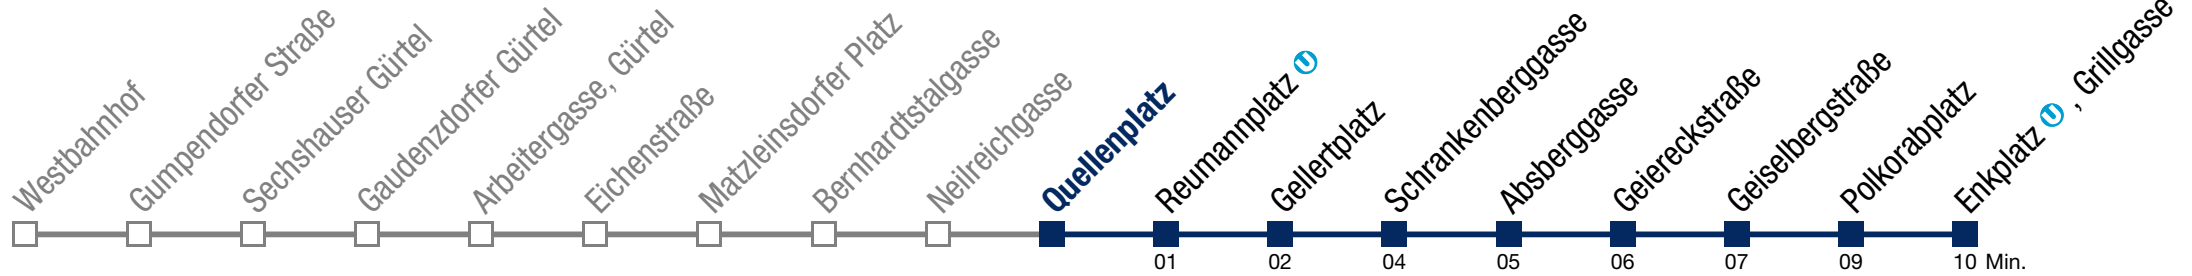 Westbahnhof
Gumpendorfer Straße
Sechshauser Gürtel
Gaudenzdorfer Gürtel
Arbeitergasse, Gürtel
Eichenstraße
Matzleinsdorfer Platz
Bernhardtstalgasse
Neilreichgasse
Quellenplatz
Reumannplatz U
Gellertplatz
Schrankenberggasse
Absberggasse
Geiereckstraße
Geiselbergstraße
Polkorabplatz
Enkplatz U , Grillgasse
01 02 04 05 06 07 09 10 Min.